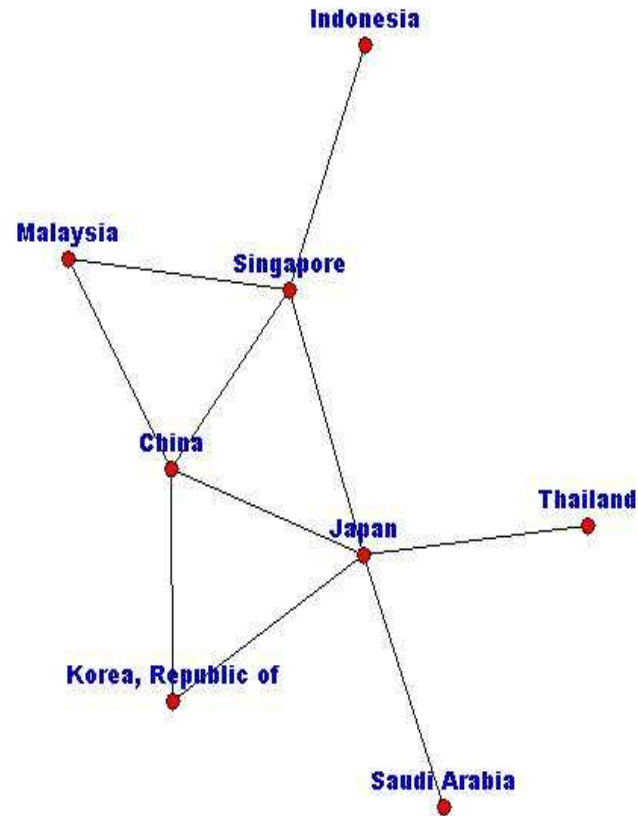 Indonesia
Malaysia
Singapore
China
Thailand
Japan
Korea, Republic of
Saudi Arabia